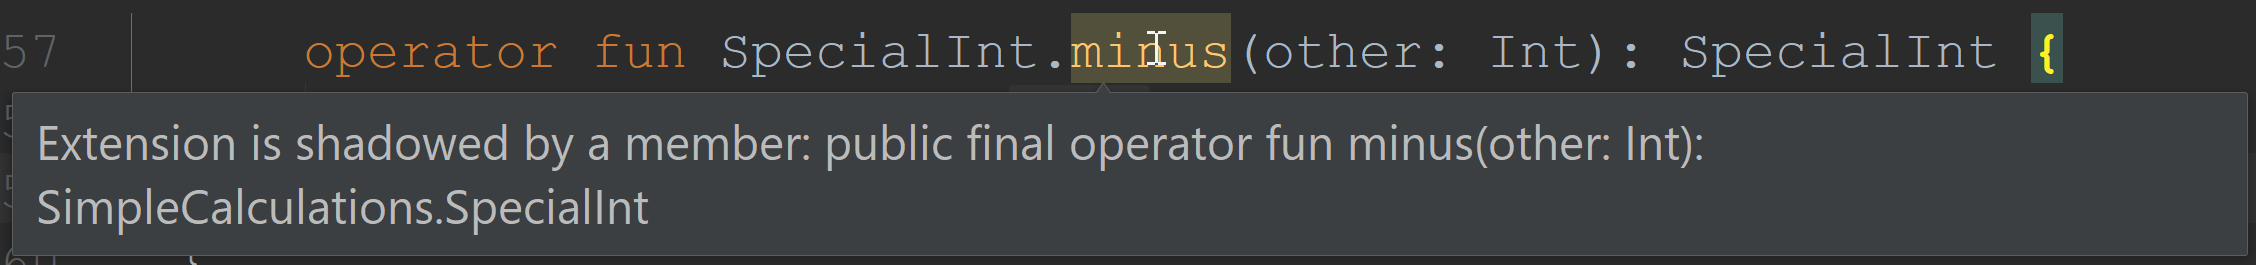 57 operator fun SpecialInt.minus(other: Int): SpecialInt {
Extension is shadowed by a member: public final operator fun minus(other: Int):
SimpleCalculations.SpecialInt